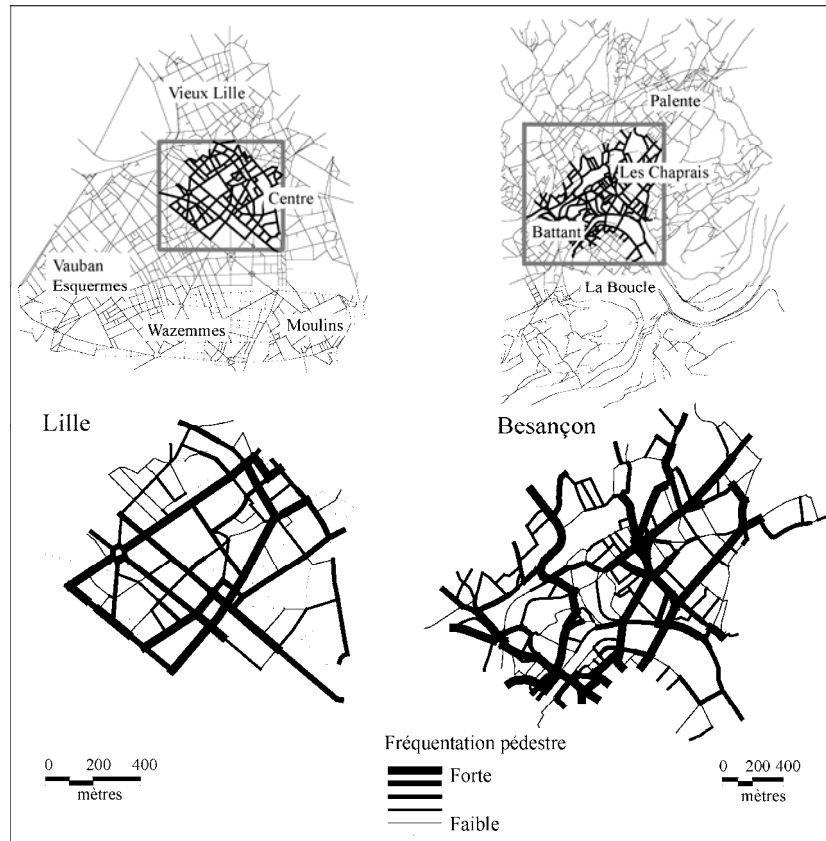 Vieux Lille
Centre
Vauban
Esquermes
Wazemmes
Moulins
Palente
Les Chaprais
Battant
La Boucle
Lille
Besançon
0 200 400
mètres
Fréquentation pédestre
Forte
Faible
0 200 400
mètres